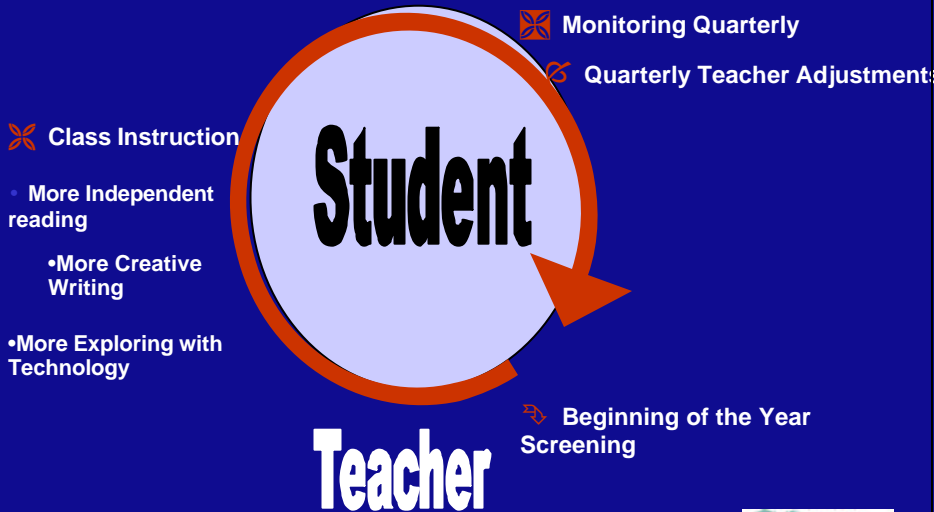 Monitoring Quarterly
Quarterly Teacher Adjustments
Class Instruction
• More Independent
reading
•More Creative
Writing
•More Exploring with
Technology
Student
Beginning of the Year
Screening
Teacher